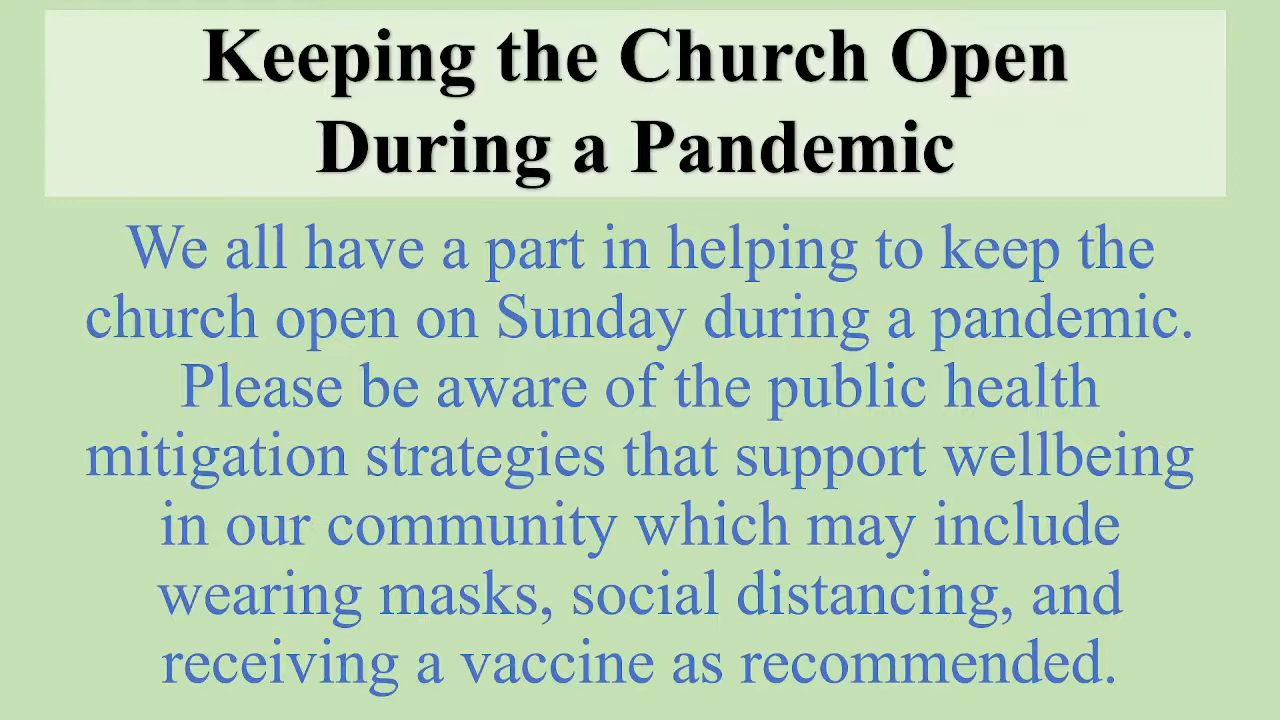 Keeping the Church Open
During a Pandemic
We all have a part in helping to keep the
church open on Sunday during a pandemic.
Please be aware of the public health
mitigation strategies that support wellbeing
in our community which may include
wearing masks, social distancing, and
receiving a vaccine as recommended.